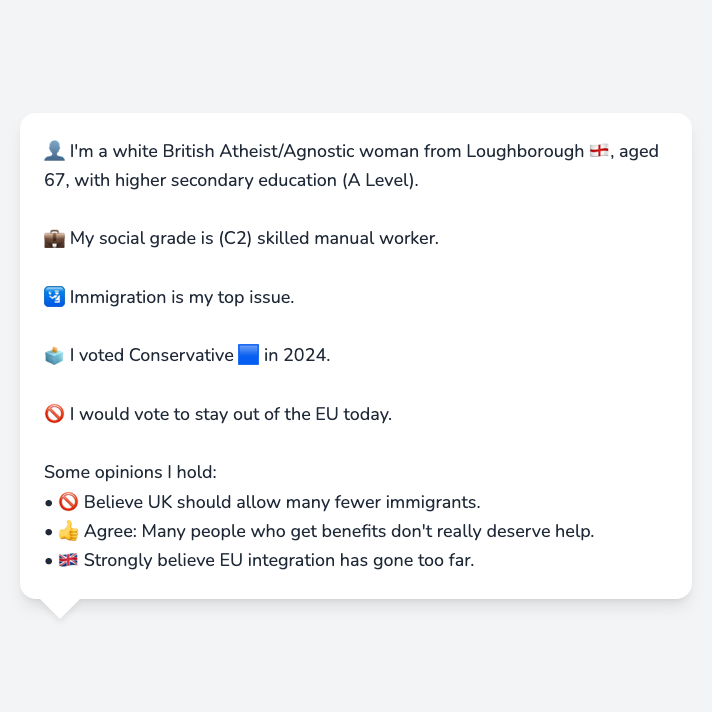 👤 I'm a white British Atheist/Agnostic woman from Loughborough 🏴󠁧󠁢󠁥󠁮󠁧󠁿, aged
67, with higher secondary education (A Level).
💼 My social grade is (C2) skilled manual worker.
🛂 Immigration is my top issue.
🗳️ I voted Conservative 🟦 in 2024.
🚫 I would vote to stay out of the EU today.
Some opinions I hold:
• 🚫 Believe UK should allow many fewer immigrants.
• 👍 Agree: Many people who get benefits don't really deserve help.
• 🇬🇧 Strongly believe EU integration has gone too far.